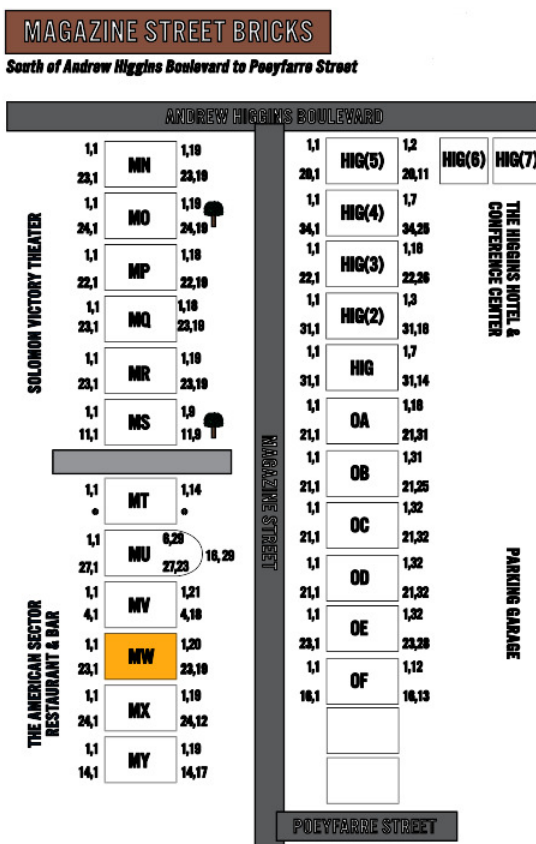 MAGAZINE STREET BRICKS
South of Andrew Higgins Boulevard to Poeyfarre Street
ANDREW HIGGINS BOULEVARD
SOLOMON VICTORY THEATER
1,1 MN 1,19
23,1 23,19
1,1 MO 1,19
24,1 24,19
1,1 MP 1,18
22,1 22,19
1,1 MQ 1,18
23,1 23,18
1,1 MR 1,19
23,1 23,19
1,1 MS 1,9
11,1 11,9
THE AMERICAN SECTOR
RESTAURANT & BAR
1,1 MT 1,14
1,1 MU 6,29
27,1 27,23
16,29
1,1 MV 1,21
4,1 4,18
1,1 MW 1,20
23,1 23,19
1,1 MX 1,19
24,1 24,12
1,1 MY 1,19
14,1 14,17
MAGAZINE STREET
1,1 HIG(5) 1,2
20,1 20,11
HIG(6) HIG(7)
1,1 HIG(4) 1,7
34,1 34,25
1,1 HIG(3) 1,18
22,1 22,26
1,1 HIG(2) 1,3
31,1 31,18
1,1 HIG 1,7
31,1 31,14
THE HIGGINS HOTEL &
CONFERENCE CENTER
1,1 OA 1,18
21,1 21,31
1,1 OB 1,31
21,1 21,25
1,1 OC 1,32
21,1 21,32
1,1 OD 1,32
21,1 21,32
1,1 OE 1,32
23,1 23,28
1,1 OF 1,12
16,1 16,13
PARKING GARAGE
POEYFARRE STREET